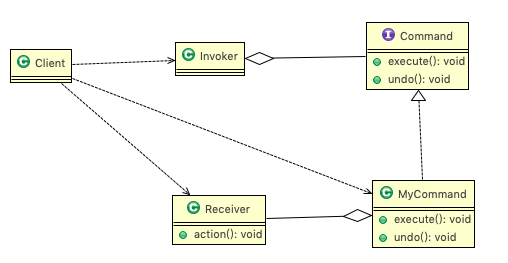 Client
Invoker
Command
execute(): void
undo(): void
Receiver
action(): void
MyCommand
execute(): void
undo(): void